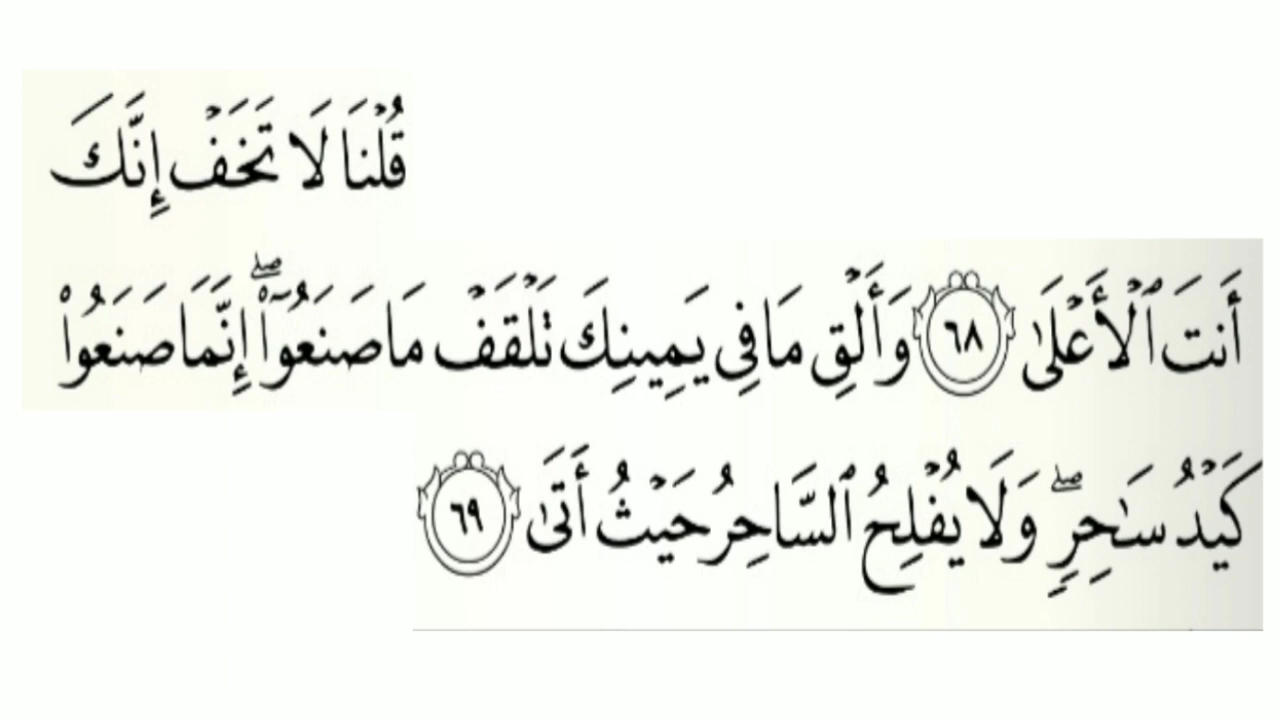 قُلْنَا لَا تَخَفْ إِنَّكَ
أَنتَ ٱلْأَعْلَىٰ ٦٨ وَأَلْقِ مَا فِى يَمِينِكَ تَلْقَفْ مَا صَنَعُوٓا۟ ۖ إِنَّمَا صَنَعُوا۟
كَيْدُ سَـٰحِرٍ ۖ وَلَا يُفْلِحُ ٱلسَّاحِرُ حَيْثُ أَتَىٰ ٦٩